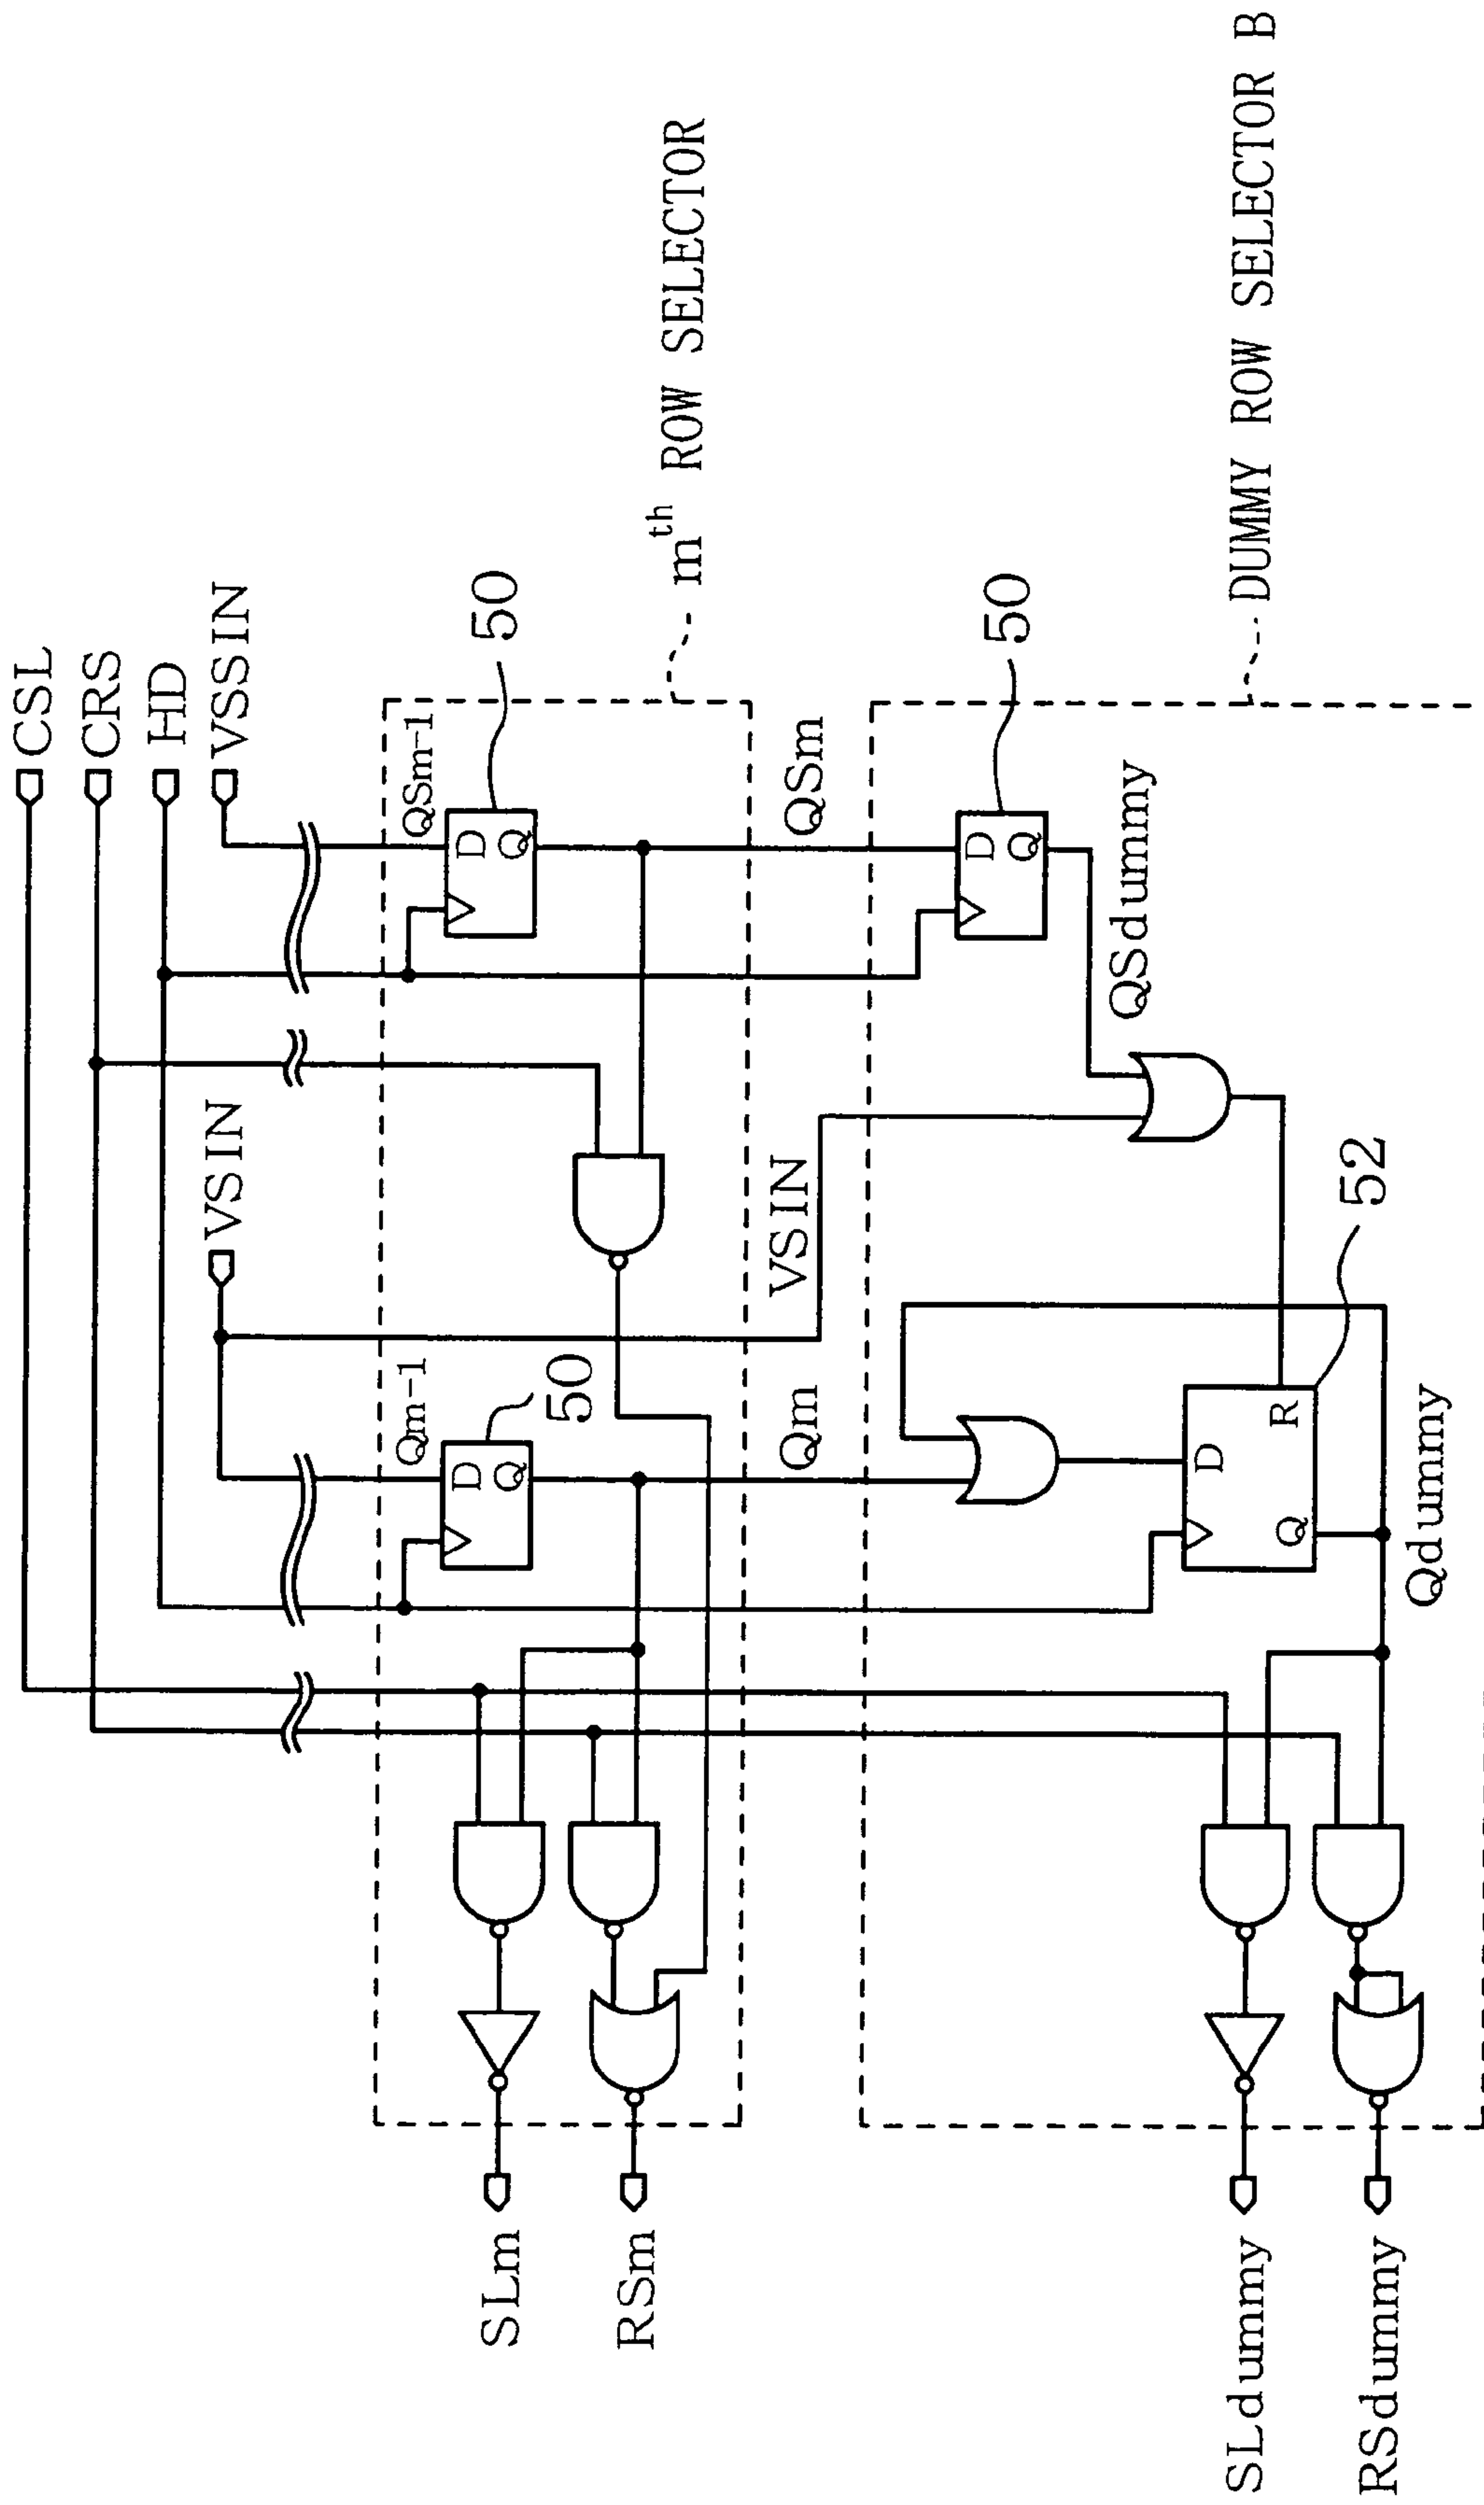 CSL
CRS
HD
VSSIN
VSIN
QSm-1
50
D
Q
mth ROW SELECTOR
Qm-1
50
D
Q
QSm
VSIN
Qm
50
D
Q
QSdummy
DUMMY ROW SELECTOR B
52
D
R
Q
Qdummy
SLm
RSm
SLdummy
RSdummy